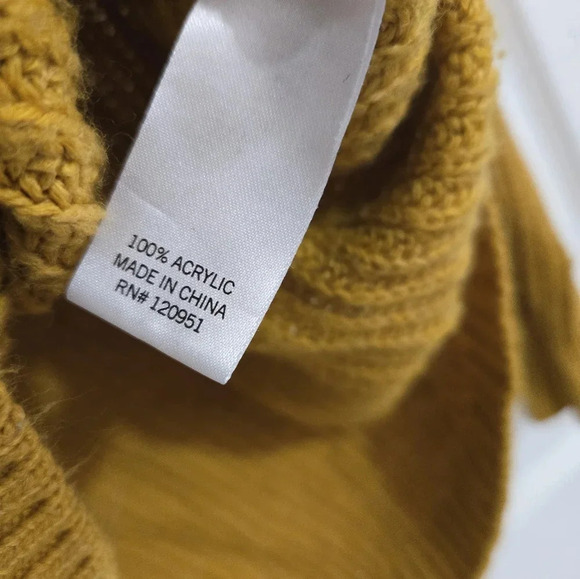 100% ACRYLIC
MADE IN CHINA
RN# 120951